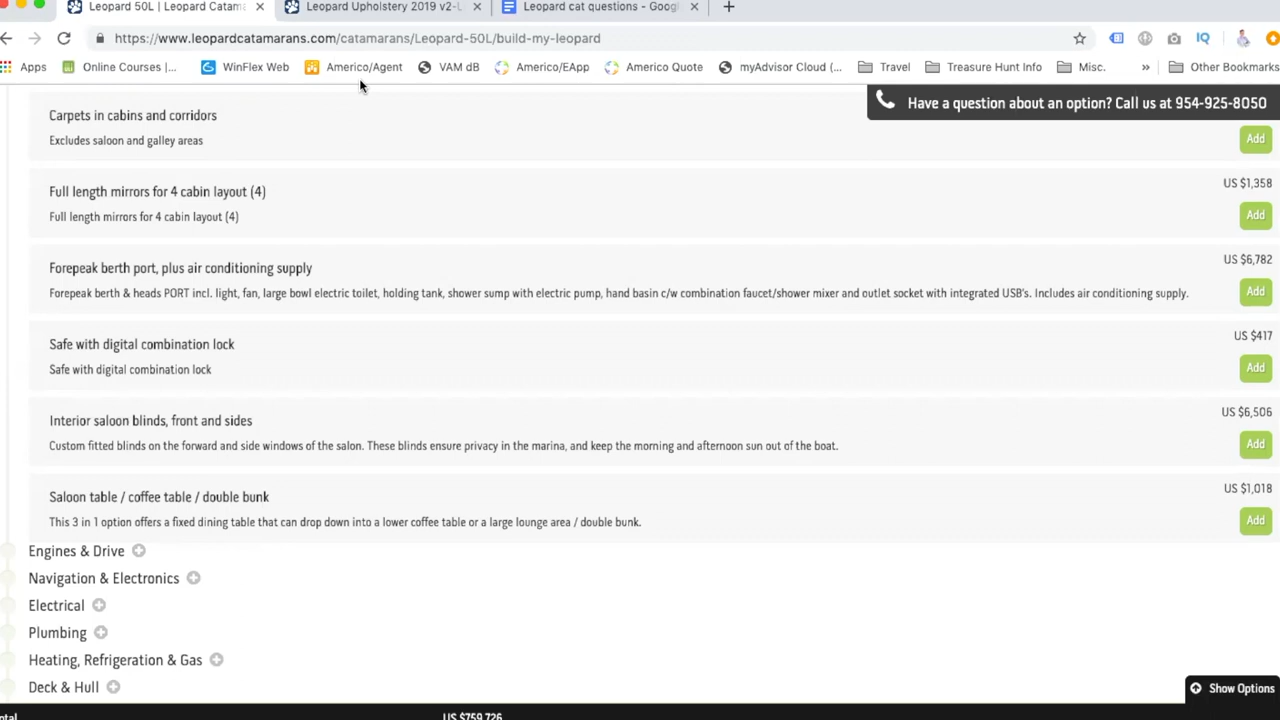 Leopard 50L | Leopard Catama
Leopard Upholstery 2019 v2-L
Leopard cat questions - Googl
https://www.leopardcatamarans.com/catamarans/Leopard-50L/build-my-leopard
Apps
Online Courses |...
WinFlex Web
Americo/Agent
VAM dB
Americo/EApp
Americo Quote
myAdvisor Cloud (...
Travel
Treasure Hunt Info
Misc.
»
Other Bookmarks
Have a question about an option? Call us at 954-925-8050
Carpets in cabins and corridors
Excludes saloon and galley areas
Add
Full length mirrors for 4 cabin layout (4)
US $1,358
Full length mirrors for 4 cabin layout (4)
Add
Forepeak berth port, plus air conditioning supply
US $6,782
Forepeak berth & heads PORT incl. light, fan, large bowl electric toilet, holding tank, shower sump with electric pump, hand basin c/w combination faucet/shower mixer and outlet socket with integrated USB's. Includes air conditioning supply.
Add
Safe with digital combination lock
US $417
Safe with digital combination lock
Add
Interior saloon blinds, front and sides
US $6,506
Custom fitted blinds on the forward and side windows of the salon. These blinds ensure privacy in the marina, and keep the morning and afternoon sun out of the boat.
Add
Saloon table / coffee table / double bunk
US $1,018
This 3 in 1 option offers a fixed dining table that can drop down into a lower coffee table or a large lounge area / double bunk.
Add
Engines & Drive
Navigation & Electronics
Electrical
Plumbing
Heating, Refrigeration & Gas
Deck & Hull
Show Options
otal
US $759,726